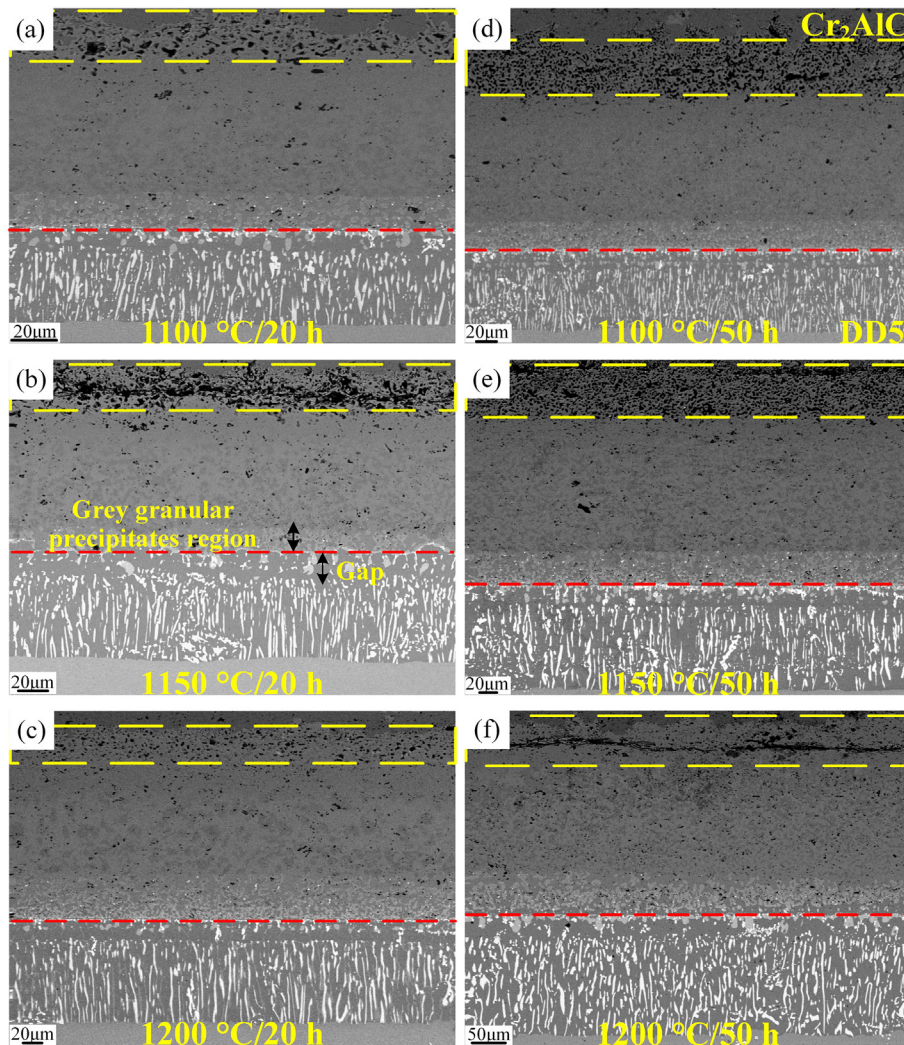 (a)
20μm
1100 °C/20 h
(d)
Cr₂AlC
20μm
1100 °C/50 h
DD5
(b)
Grey granular
precipitates region
Gap
20μm
1150 °C/20 h
(e)
20μm
1150 °C/50 h
(c)
20μm
1200 °C/20 h
(f)
50μm
1200 °C/50 h